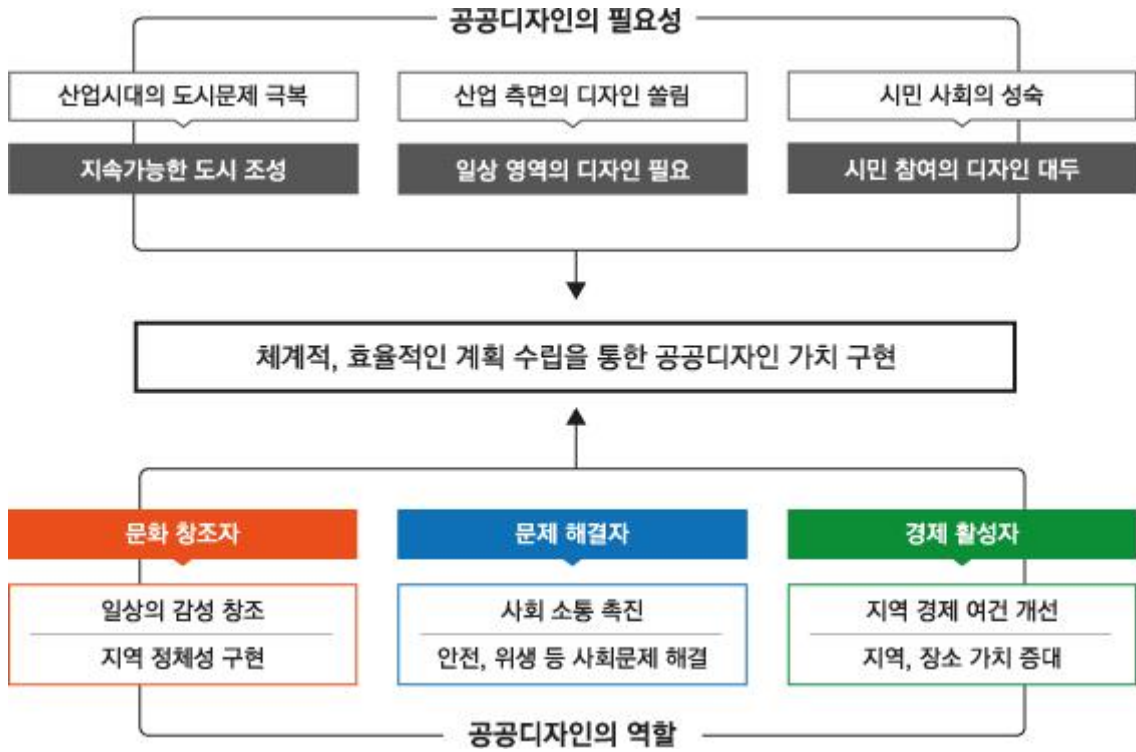 공공디자인의 필요성
산업시대의 도시문제 극복
산업 측면의 디자인 쏠림
시민 사회의 성숙
지속가능한 도시 조성
일상 영역의 디자인 필요
시민 참여의 디자인 대두
체계적, 효율적인 계획 수립을 통한 공공디자인 가치 구현
문화 창조자
문제 해결자
경제 활성자
일상의 감성 창조
사회 소통 촉진
지역 경제 여건 개선
지역 정체성 구현
안전, 위생 등 사회문제 해결
지역, 장소 가치 증대
공공디자인의 역할